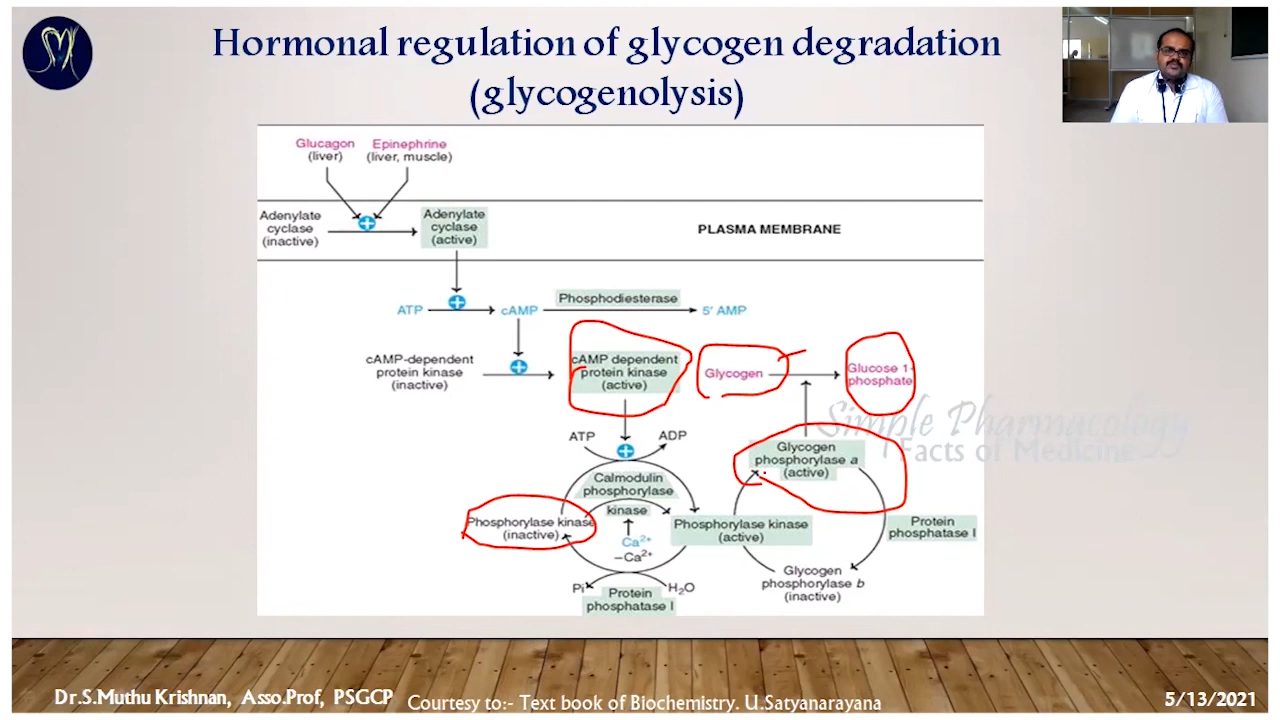 SM
Hormonal regulation of glycogen degradation
(glycogenolysis)
Glucagon
(liver)
Epinephrine
(liver, muscle)
Adenylate
cyclase
(inactive)
Adenylate
cyclase
(active)
PLASMA MEMBRANE
ATP
cAMP
Phosphodiesterase
5' AMP
cAMP-dependent
protein kinase
(inactive)
cAMP dependent
protein kinase
(active)
Glycogen
Glucose 1-
phosphate
Simple Pharmacology
Facts of Medicine
ATP
ADP
Glycogen
phosphorylase a
(active)
Calmodulin
phosphorylase
kinase
Ca2+
−Ca2+
Phosphorylase kinase
(inactive)
Phosphorylase kinase
(active)
Protein
phosphatase I
Glycogen
phosphorylase b
(inactive)
Pi
H2O
Protein
phosphatase I
Dr.S.Muthu Krishnan, Asso.Prof, PSGCP
Courtesy to:- Text book of Biochemistry. U.Satyanarayana
5/13/2021